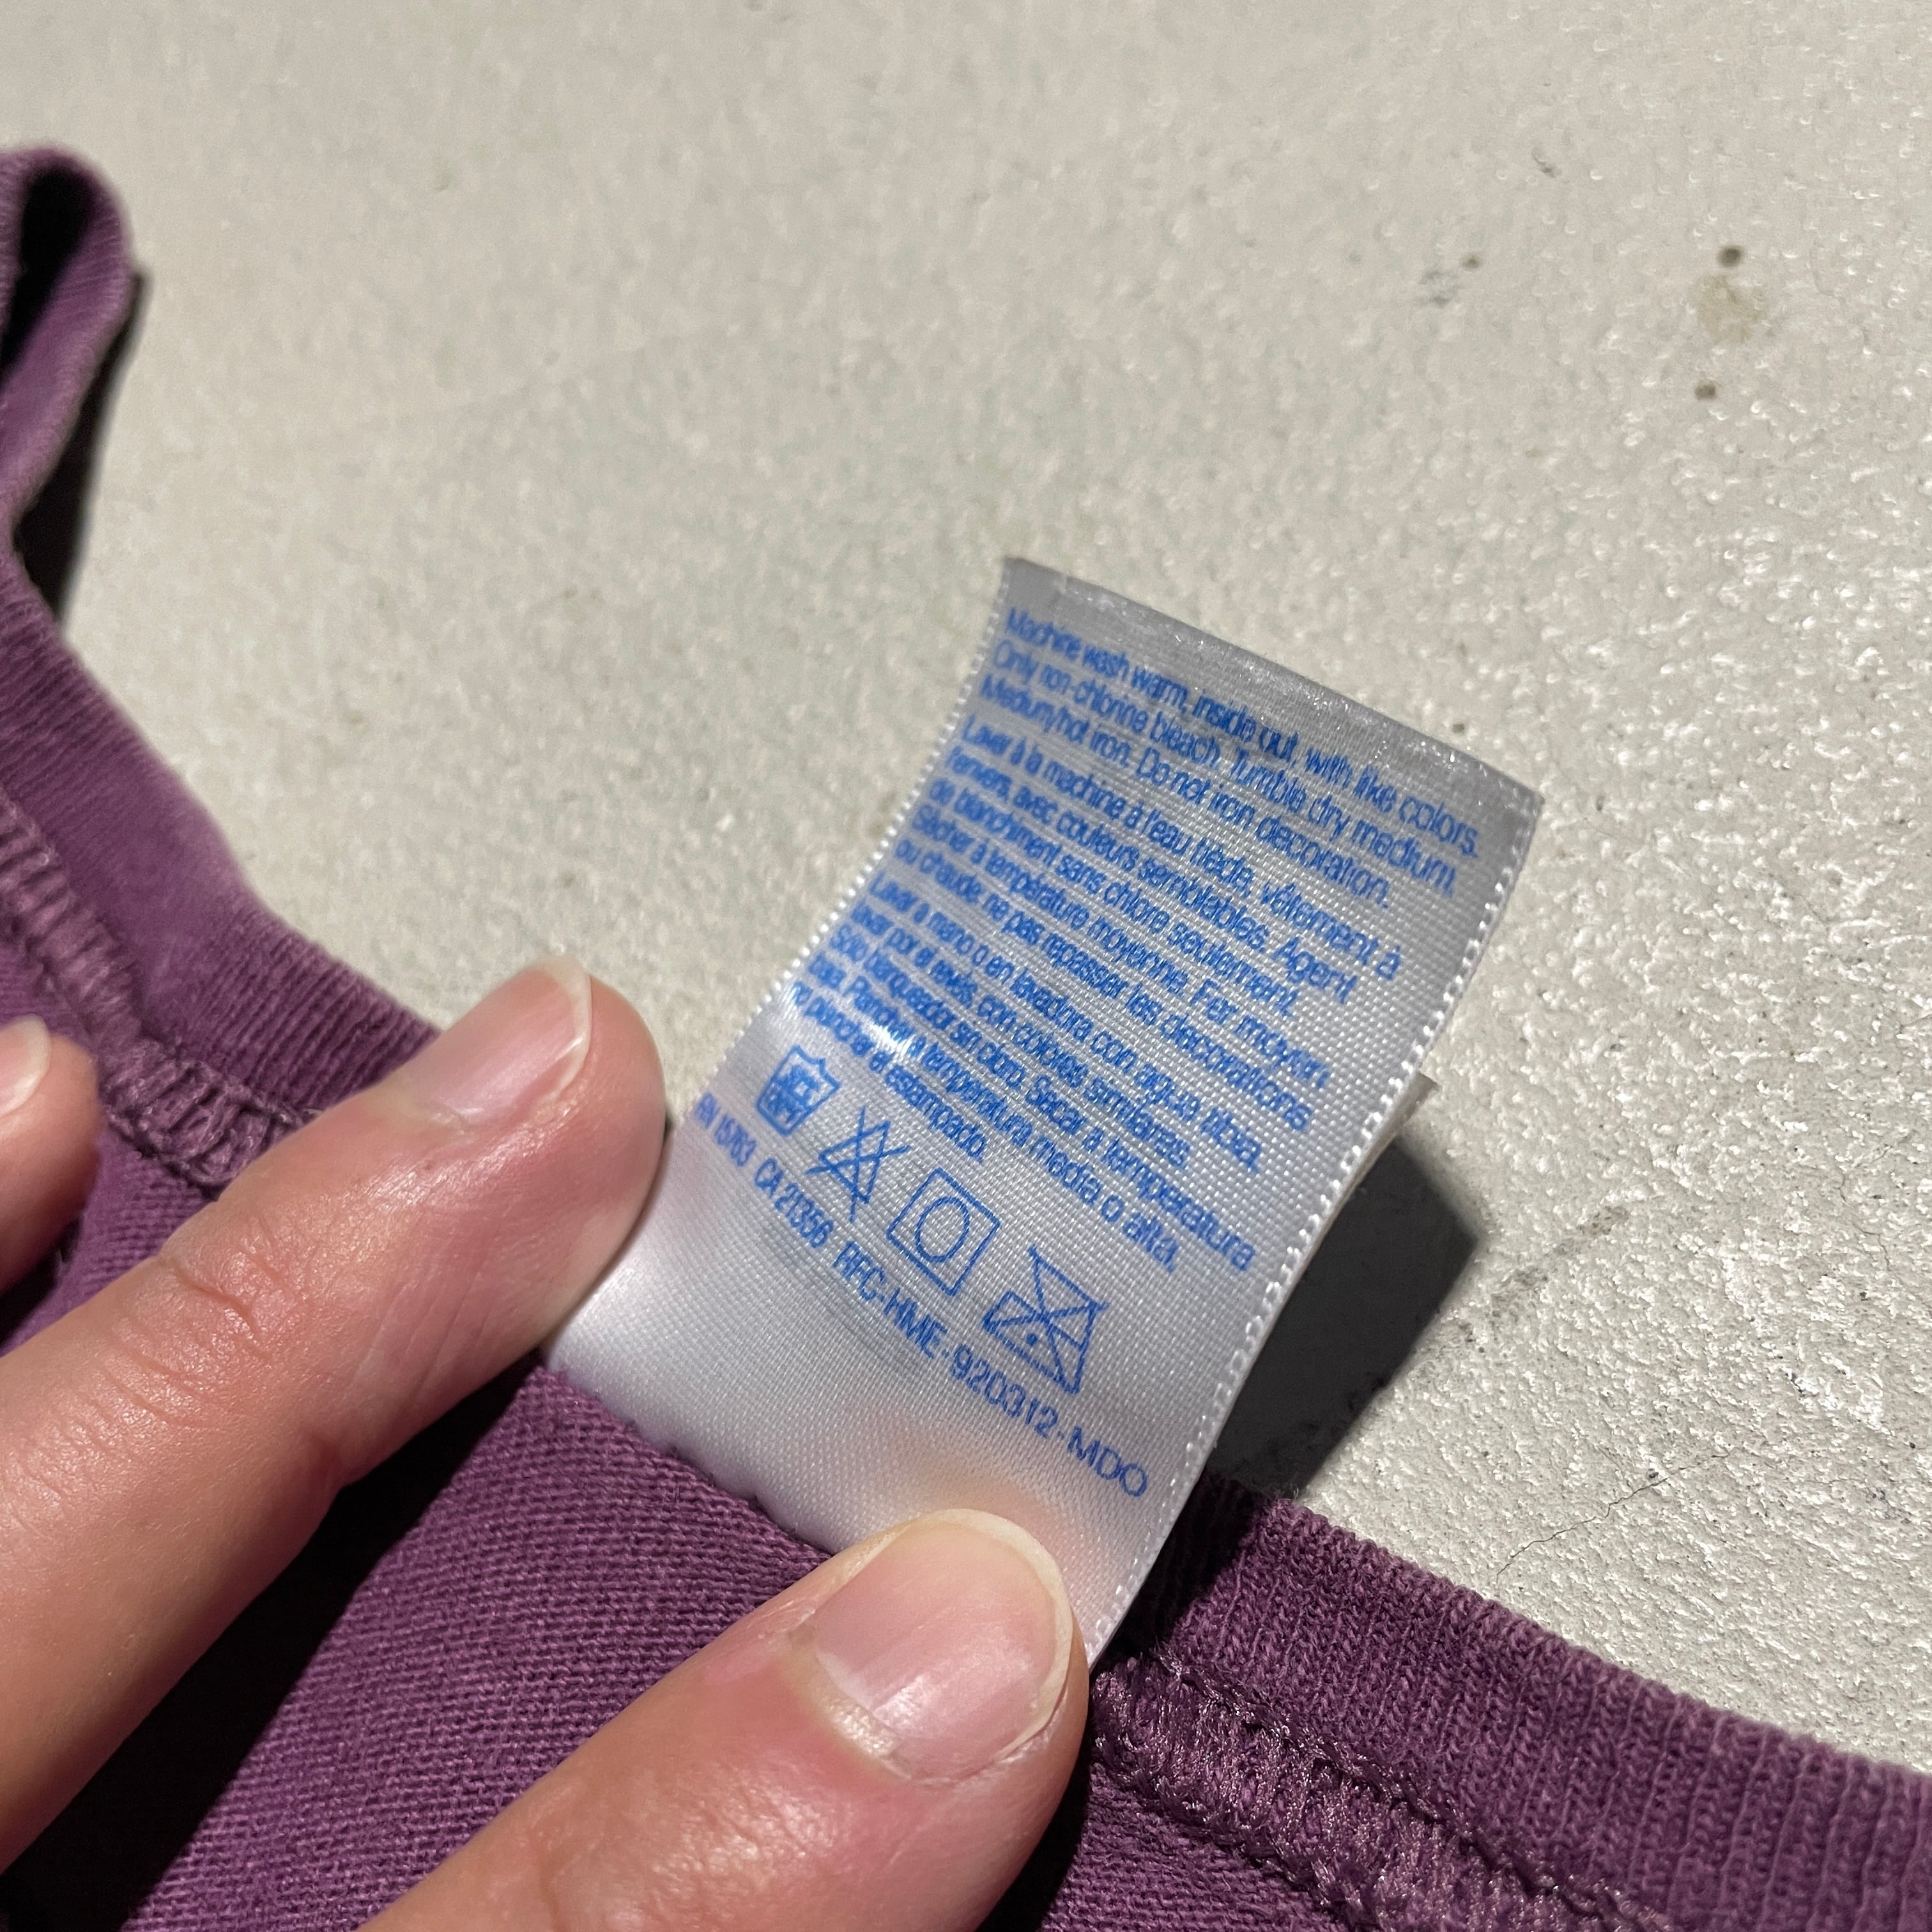 Machine wash warm, inside out, with like colors.
Only non-chlorine bleach. Tumble dry medium.
Medium/hot iron. Do not iron decoration.
Laver à la machine à l'eau tiède, vêtement à
l'envers, avec couleurs semblables. Agent
de blanchiment sans chlore seulement.
Sécher à température moyenne. Fer moyen
ou chaude; ne pas repasser les décorations.
Lavar a mano o en lavadora con agua tibia,
lavar por el revés, con colores similares.
Sólo blanqueador sin cloro. Secar a temperatura
Planchar a temperatura media o alta,
no planchar el estampado.
RN 15763 CA 21356 RFC-HME-920312-MDO